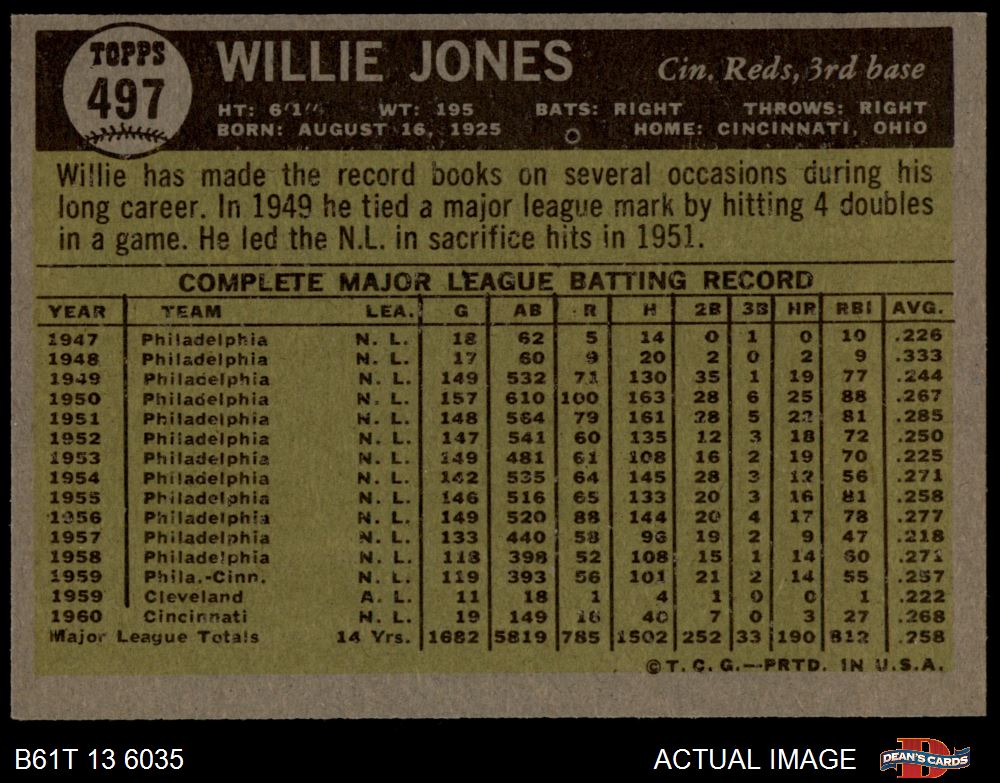 TOPPS
497
WILLIE JONES
Cin. Reds, 3rd base
HT: 6'1" WT: 195 BATS: RIGHT THROWS: RIGHT
BORN: AUGUST 16, 1925 HOME: CINCINNATI, OHIO
Willie has made the record books on several occasions during his
long career. In 1949 he tied a major league mark by hitting 4 doubles
in a game. He led the N.L. in sacrifice hits in 1951.
COMPLETE MAJOR LEAGUE BATTING RECORD
YEAR TEAM LEA. G AB R H 2B 3B HR RBI AVG.
1947 Philadelphia N. L. 18 62 5 14 0 1 0 10 .226
1948 Philadelphia N. L. 17 60 9 20 2 0 2 9 .333
1949 Philadelphia N. L. 149 532 71 130 35 1 19 77 .244
1950 Philadelphia N. L. 157 610 100 163 28 6 25 88 .267
1951 Philadelphia N. L. 148 564 79 161 28 5 22 81 .285
1952 Philadelphia N. L. 147 541 60 135 12 3 18 72 .250
1953 Philadelphia N. L. 149 481 61 108 16 2 19 70 .225
1954 Philadelphia N. L. 142 535 64 145 28 3 12 56 .271
1955 Philadelphia N. L. 146 516 65 133 20 3 16 81 .258
1956 Philadelphia N. L. 149 520 88 144 20 4 17 78 .277
1957 Philadelphia N. L. 133 440 58 96 19 2 9 47 .218
1958 Philadelphia N. L. 118 398 52 108 15 1 14 60 .271
1959 Phila.-Cinn. N. L. 119 393 56 101 21 2 14 55 .257
1959 Cleveland A. L. 11 18 1 4 1 0 0 1 .222
1960 Cincinnati N. L. 19 149 16 40 7 0 3 27 .268
Major League Totals 14 Yrs. 1682 5819 785 1502 252 33 190 812 .258
©T. C. G.—PRTD. IN U.S.A.
B61T 13 6035
ACTUAL IMAGE
DEAN'S CARDS